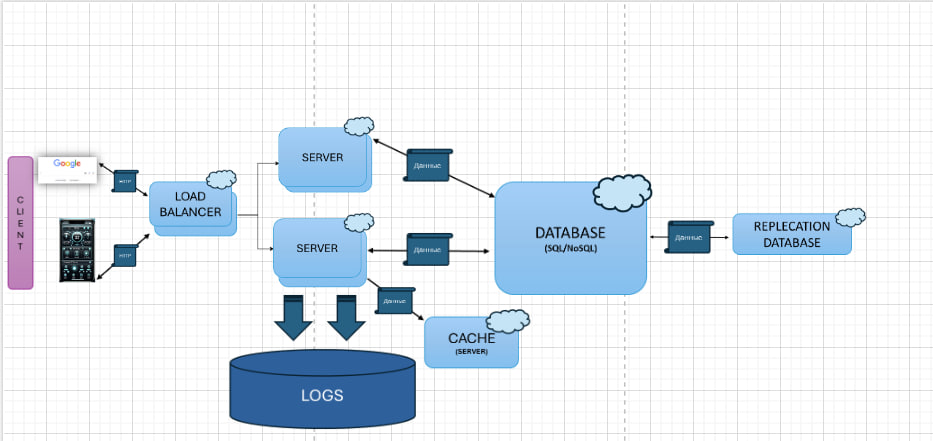 CLIENT
Google
HTTP
HTTP
LOAD
BALANCER
SERVER
SERVER
Данные
Данные
Данные
DATABASE
(SQL/NoSQL)
Данные
REPLECATION
DATABASE
CACHE
(SERVER)
LOGS